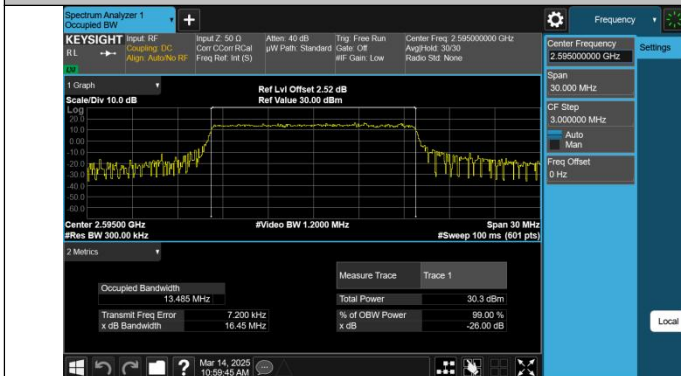 Spectrum Analyzer 1
Occupied BW
Frequency
KEYSIGHT
RL
Input: RF
Coupling: DC
Align: Auto/No RF
Input Z: 50 Ω
Corr CCorr RCal
Freq Ref: Int (S)
Atten: 40 dB
µW Path: Standard
Trig: Free Run
Gate: Off
#IF Gain: Low
Center Freq: 2.595000000 GHz
Avg|Hold: 30/30
Radio Std: None
1 Graph
Scale/Div 10.0 dB
Ref Lvl Offset 2.52 dB
Ref Value 30.00 dBm
Log
20.0
10.0
0.00
-10.0
-20.0
-30.0
-40.0
-50.0
-60.0
Center 2.59500 GHz
#Res BW 300.00 kHz
#Video BW 1.2000 MHz
Span 30 MHz
#Sweep 100 ms (601 pts)
2 Metrics
Measure Trace
Trace 1
Occupied Bandwidth
13.485 MHz
Total Power
30.3 dBm
Transmit Freq Error
7.200 kHz
% of OBW Power
99.00 %
x dB Bandwidth
16.45 MHz
x dB
-26.00 dB
Mar 14, 2025
10:59:45 AM
Center Frequency
2.595000000 GHz
Settings
Span
30.000 MHz
CF Step
3.000000 MHz
Auto
Man
Freq Offset
0 Hz
Local